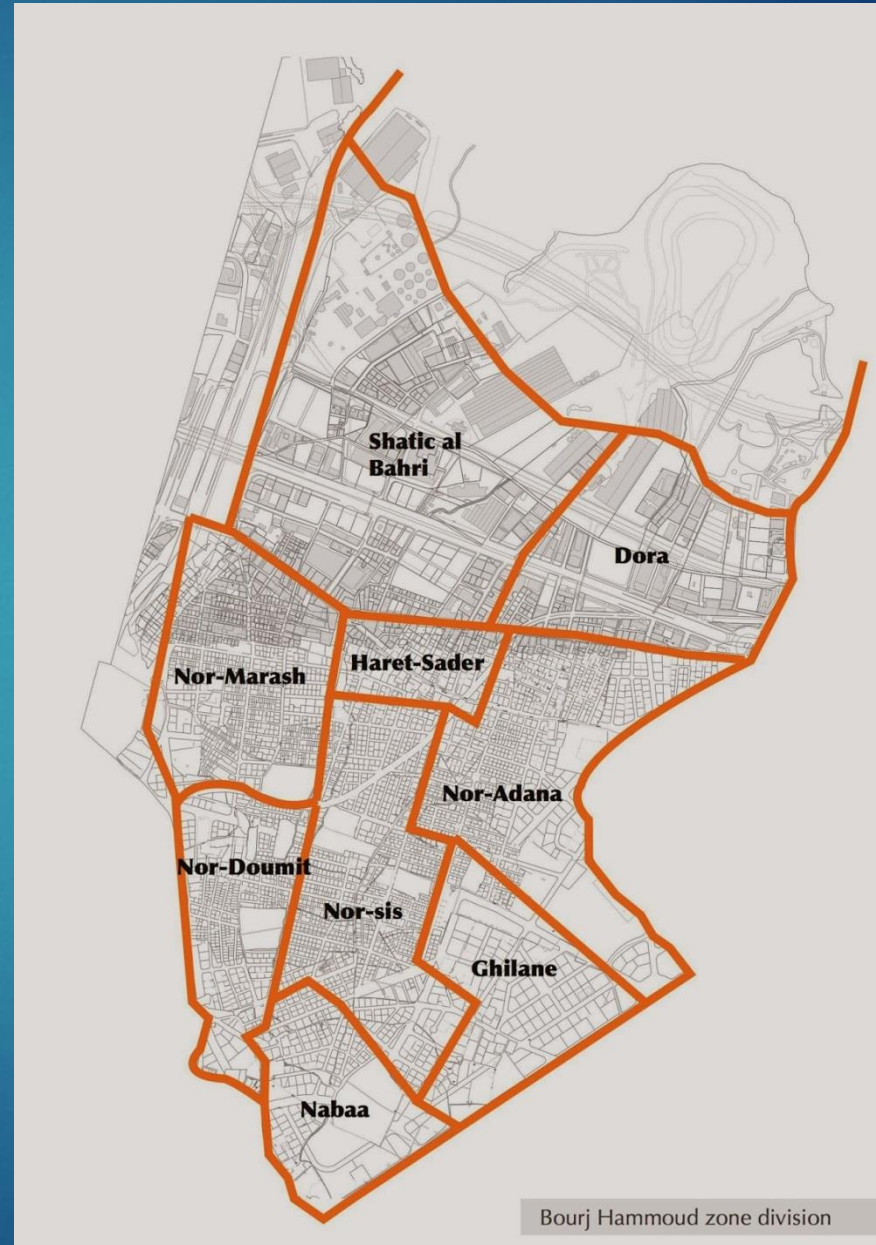 Shatic al
Bahri
Dora
Haret-Sader
Nor-Marash
Nor-Adana
Nor-Doumit
Nor-sis
Ghilane
Nabaa
Bourj Hammoud zone division